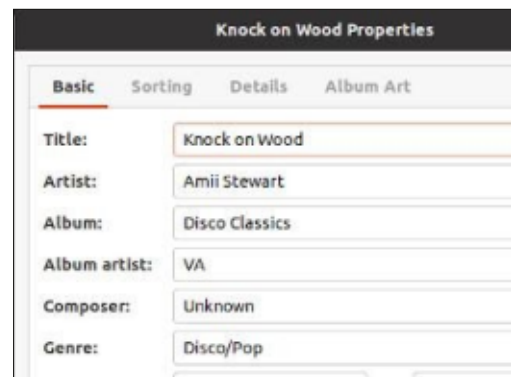 Knock on Wood Properties
Basic Sorting Details Album Art
Title: Knock on Wood
Artist: Amii Stewart
Album: Disco Classics
Album artist: VA
Composer: Unknown
Genre: Disco/Pop